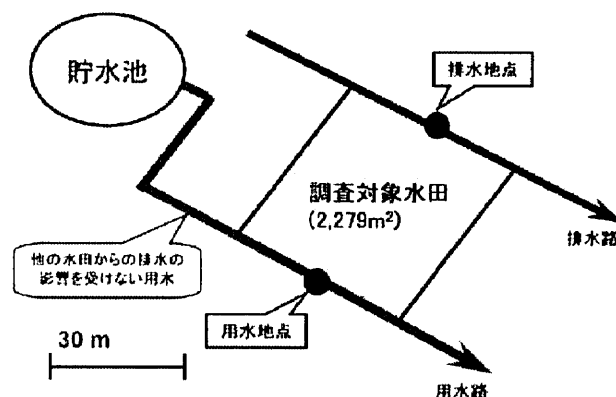 貯水池
排水地点
調査対象水田
(2,279m²)
排水路
他の水田からの排水の
影響を受けない用水
用水地点
30 m
用水路